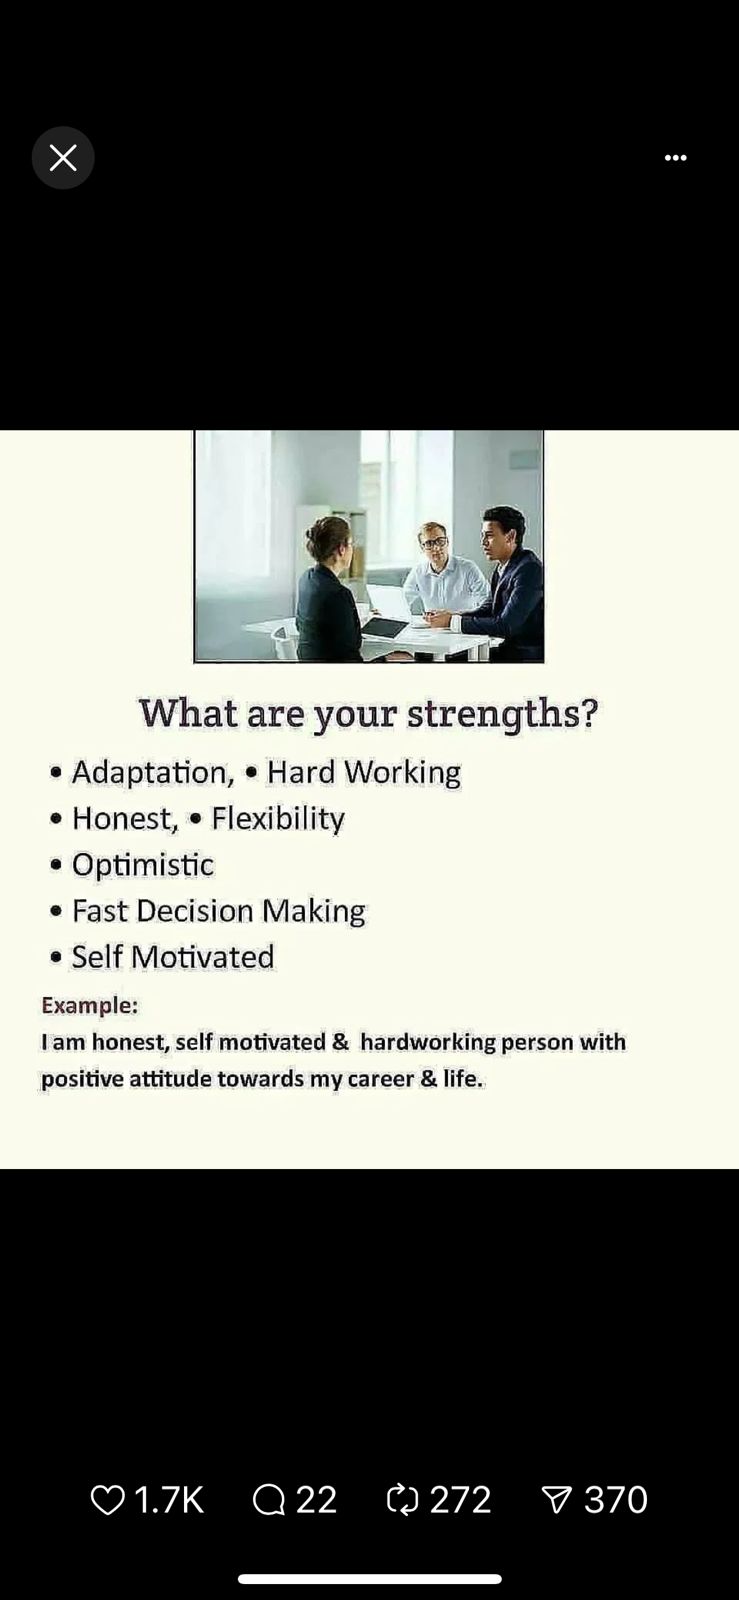 What are your strengths?
• Adaptation, • Hard Working
• Honest, • Flexibility
• Optimistic
• Fast Decision Making
• Self Motivated
Example:
I am honest, self motivated & hardworking person with
positive attitude towards my career & life.
1.7K 22 272 370